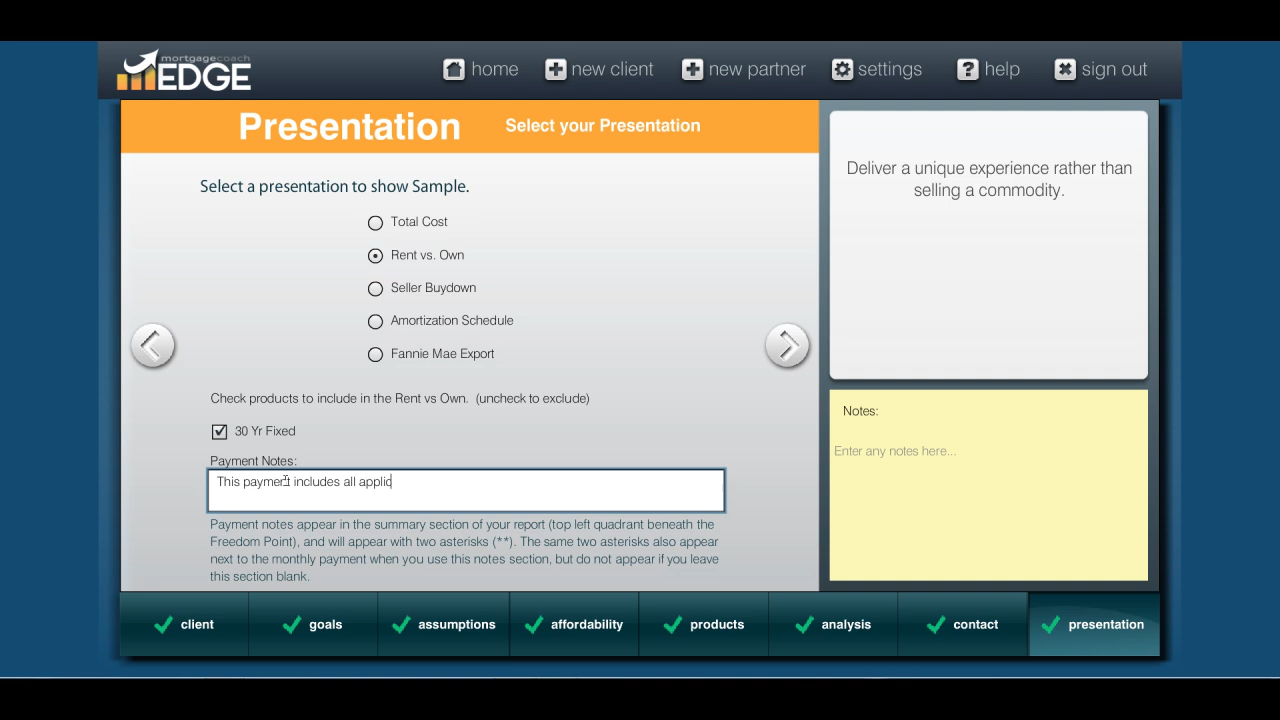 mortgagecoach
EDGE
home
new client
new partner
settings
help
sign out
Presentation
Select your Presentation
Select a presentation to show Sample.
Total Cost
Rent vs. Own
Seller Buydown
Amortization Schedule
Fannie Mae Export
Check products to include in the Rent vs Own. (uncheck to exclude)
30 Yr Fixed
Payment Notes:
This payment includes all applic
Payment notes appear in the summary section of your report (top left quadrant beneath the
Freedom Point), and will appear with two asterisks (**). The same two asterisks also appear
next to the monthly payment when you use this notes section, but do not appear if you leave
this section blank.
Deliver a unique experience rather than
selling a commodity.
Notes:
Enter any notes here...
client
goals
assumptions
affordability
products
analysis
contact
presentation